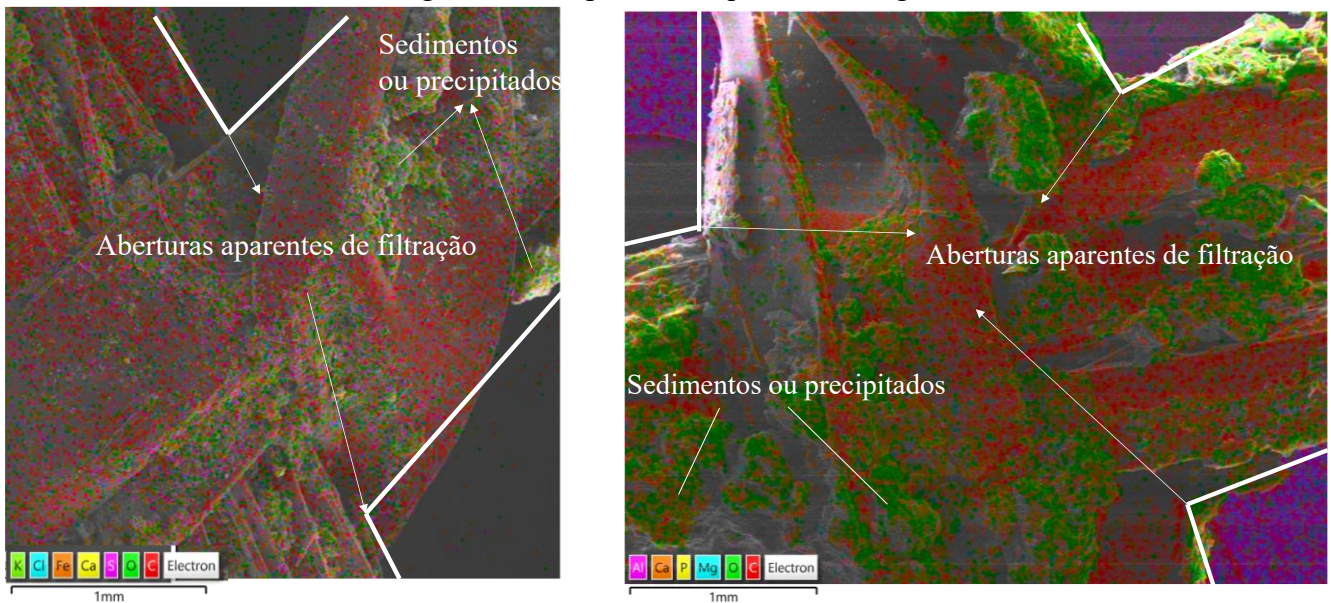 Sedimentos
ou precipitados
Aberturas aparentes de filtração
K Cl Fe Ca S O C Electron
1mm
Aberturas aparentes de filtração
Sedimentos ou precipitados
Al Ca P Mg O C Electron
1mm